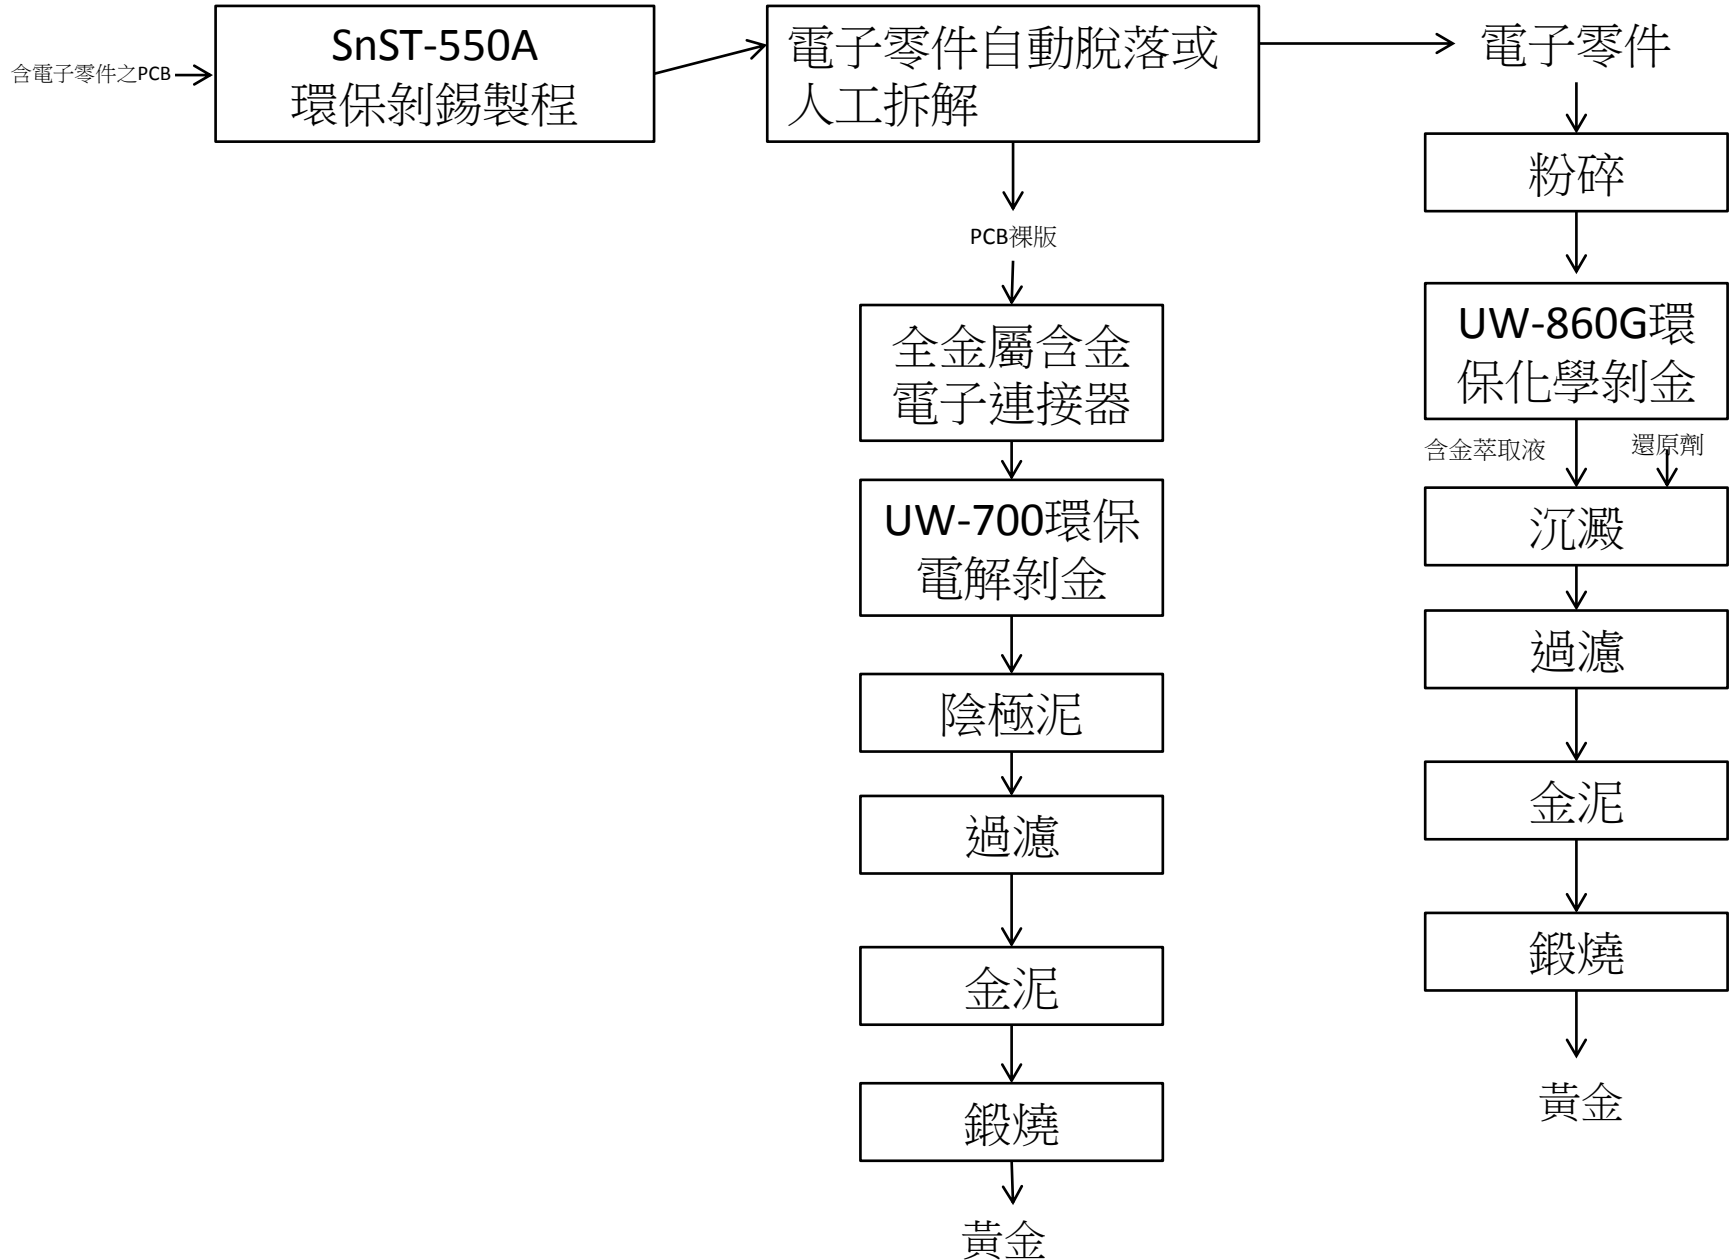 含電子零件之PCB
SnST-550A
環保剝錫製程
電子零件自動脫落或
人工拆解
電子零件
粉碎
PCB裸版
全金屬含金
電子連接器
UW-700環保
電解剝金
陰極泥
過濾
金泥
鍛燒
黃金
UW-860G環
保化學剝金
含金萃取液
還原劑
沉澱
過濾
金泥
鍛燒
黃金